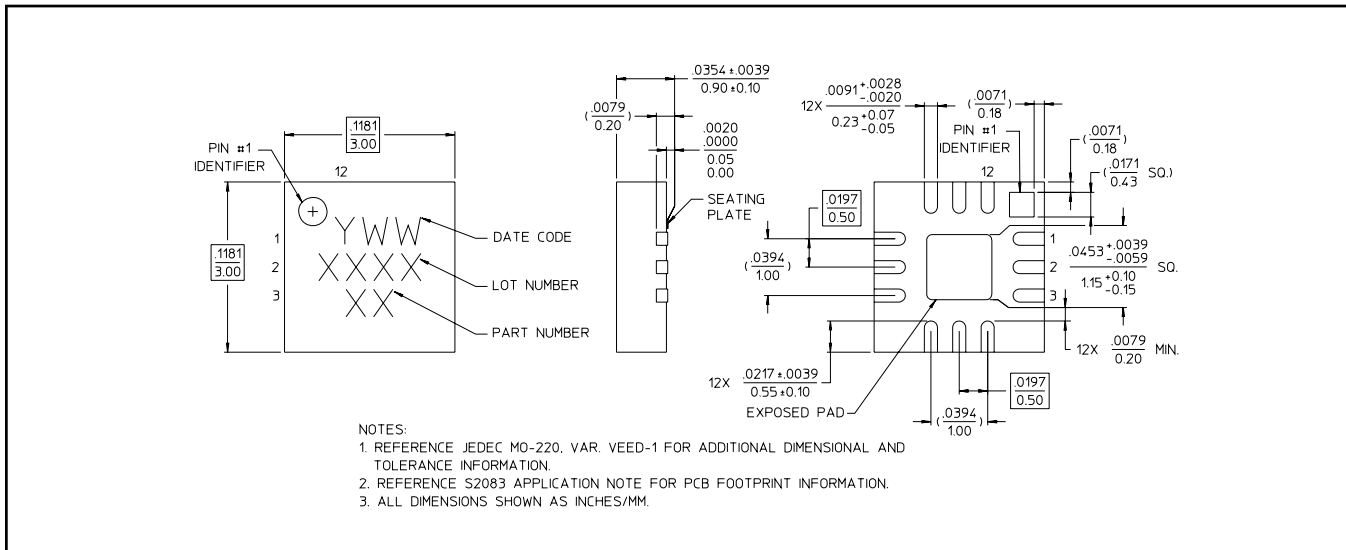 .1181
3.00
PIN #1
IDENTIFIER
12
.1181
3.00
1
2
3
Y W W
X X X X
X X
DATE CODE
LOT NUMBER
PART NUMBER
.0354 ±.0039
0.90 ±0.10
( .0079
0.20 )
.0020
.0000
0.05
0.00
SEATING
PLATE
12X .0091 +.0028
-.0020
0.23 +0.07
-0.05
( .0071
0.18 )
PIN #1
IDENTIFIER
12
( .0071
0.18 )
( .0171
0.43 SQ.)
.0197
0.50
( .0394
1.00 )
1
2
3
.0453 +.0039
-.0059 SQ.
1.15 +0.10
-0.15
12X .0079
0.20 MIN.
12X .0217 ±.0039
0.55 ±0.10
EXPOSED PAD
.0197
0.50
( .0394
1.00 )
NOTES:
1. REFERENCE JEDEC MO-220, VAR. VEED-1 FOR ADDITIONAL DIMENSIONAL AND
TOLERANCE INFORMATION.
2. REFERENCE S2083 APPLICATION NOTE FOR PCB FOOTPRINT INFORMATION.
3. ALL DIMENSIONS SHOWN AS INCHES/MM.